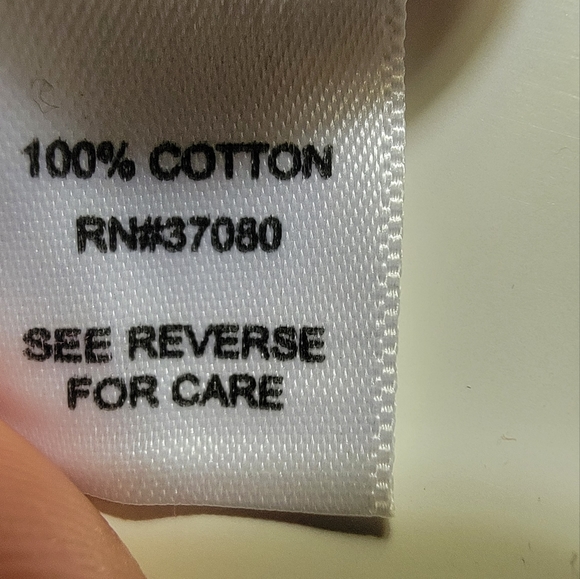 100% COTTON
RN#37080
SEE REVERSE
FOR CARE